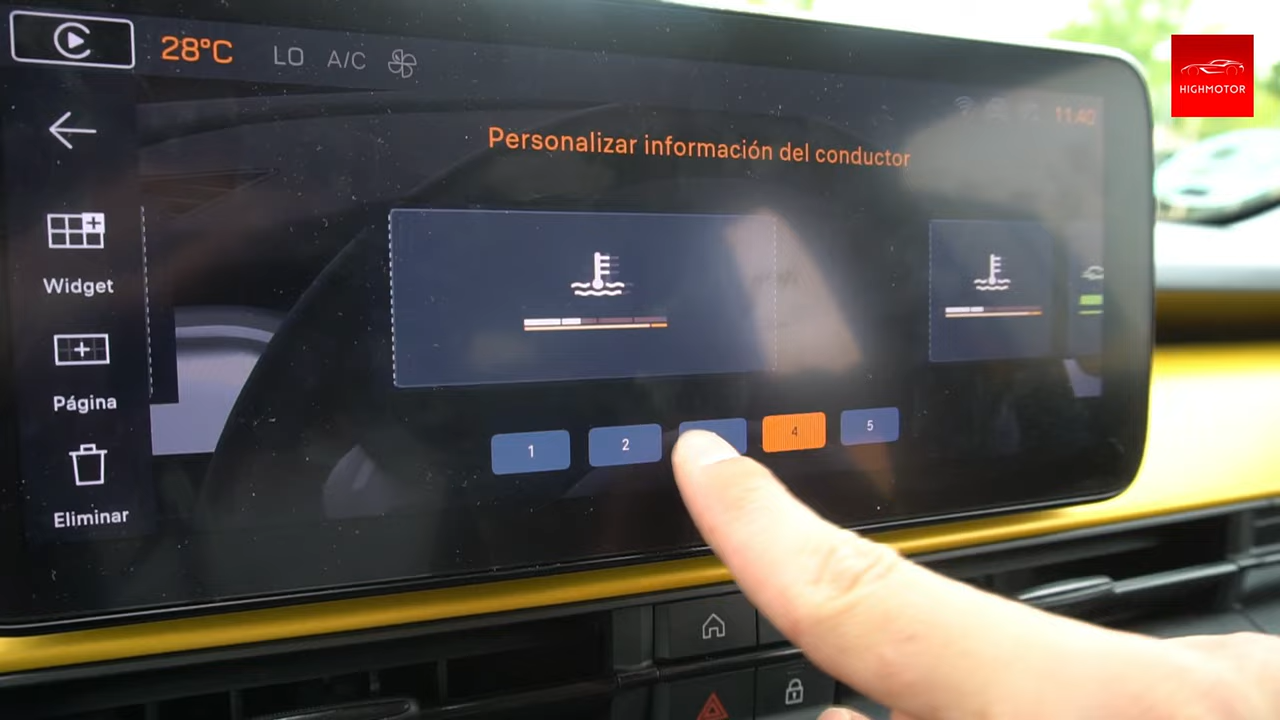 28°C LO A/C
HIGHMOTOR
11:40
Personalizar información del conductor
Widget
Página
Eliminar
1 2 4 5